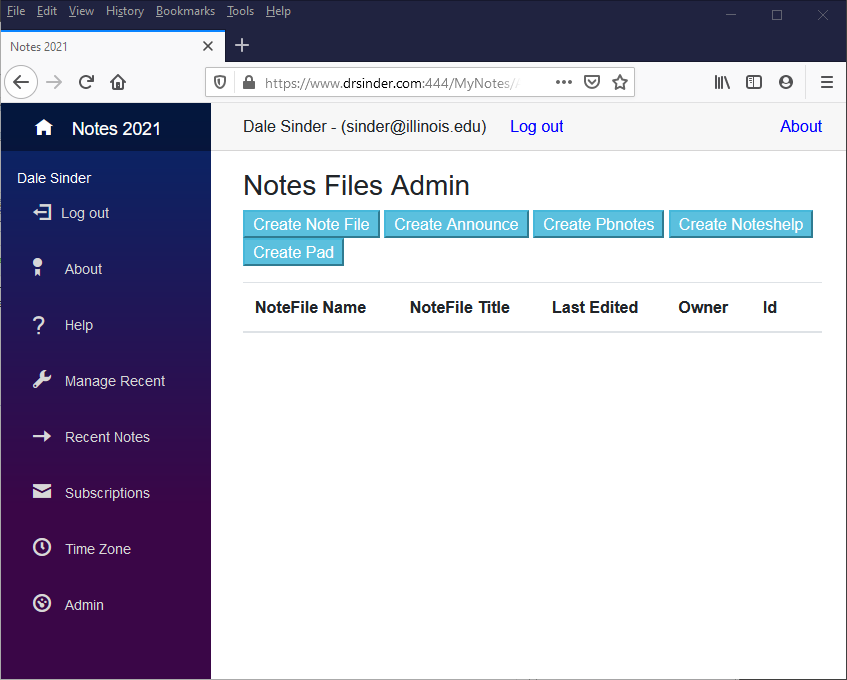 File Edit View History Bookmarks Tools Help
Notes 2021
https://www.drsinder.com:444/MyNotes//
Notes 2021
Dale Sinder - (sinder@illinois.edu) Log out About
Dale Sinder
Log out
About
Help
Manage Recent
Recent Notes
Subscriptions
Time Zone
Admin
Notes Files Admin
Create Note File Create Announce Create Pbnotes Create Noteshelp
Create Pad
NoteFile Name NoteFile Title Last Edited Owner Id